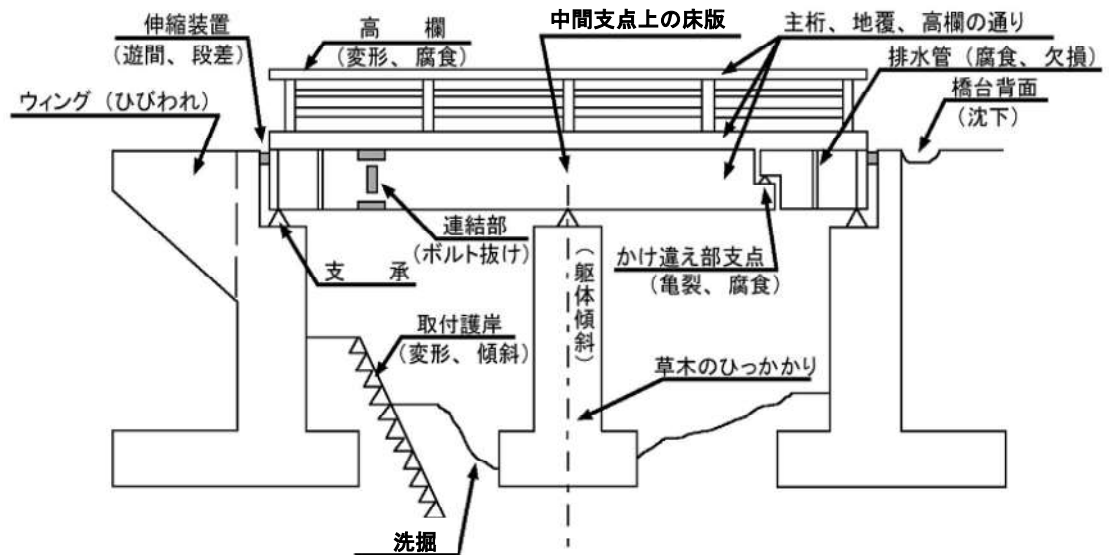 伸縮装置
(遊間、段差)
高　欄
(変形、腐食)
中間支点上の床版
主桁、地覆、高欄の通り
排水管 (腐食、欠損)
ウィング (ひびわれ)
橋台背面
(沈下)
連結部
(ボルト抜け)
支　承
かけ違え部支点
(亀裂、腐食)
(躯体傾斜)
取付護岸
(変形、傾斜)
草木のひっかかり
洗掘